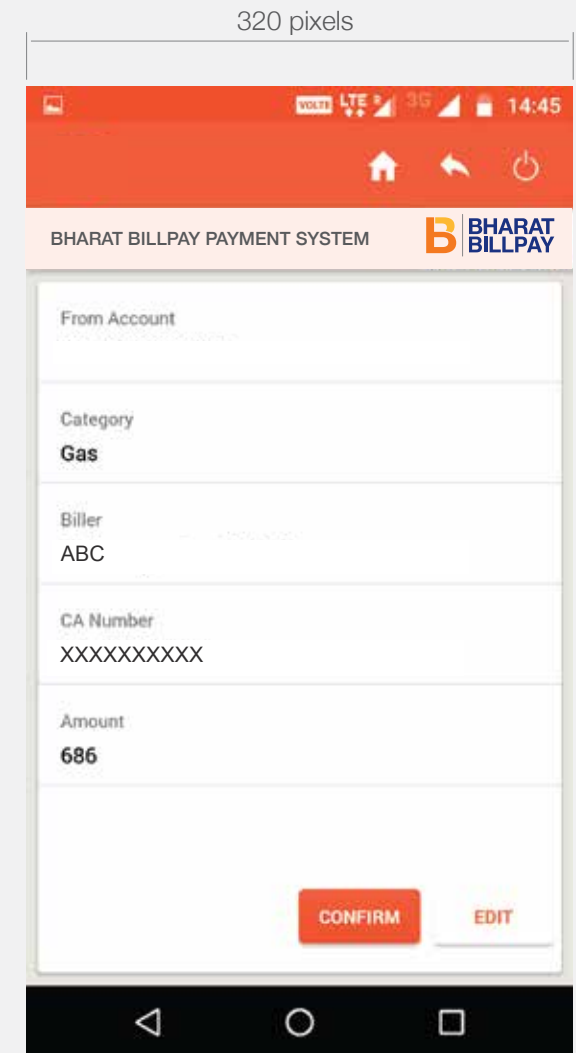 320 pixels
VOLTE LTE R 3G 14:45
BHARAT BILLPAY PAYMENT SYSTEM
B BHARAT
BILLPAY
From Account
Category
Gas
Biller
ABC
CA Number
XXXXXXXXXX
Amount
686
CONFIRM EDIT